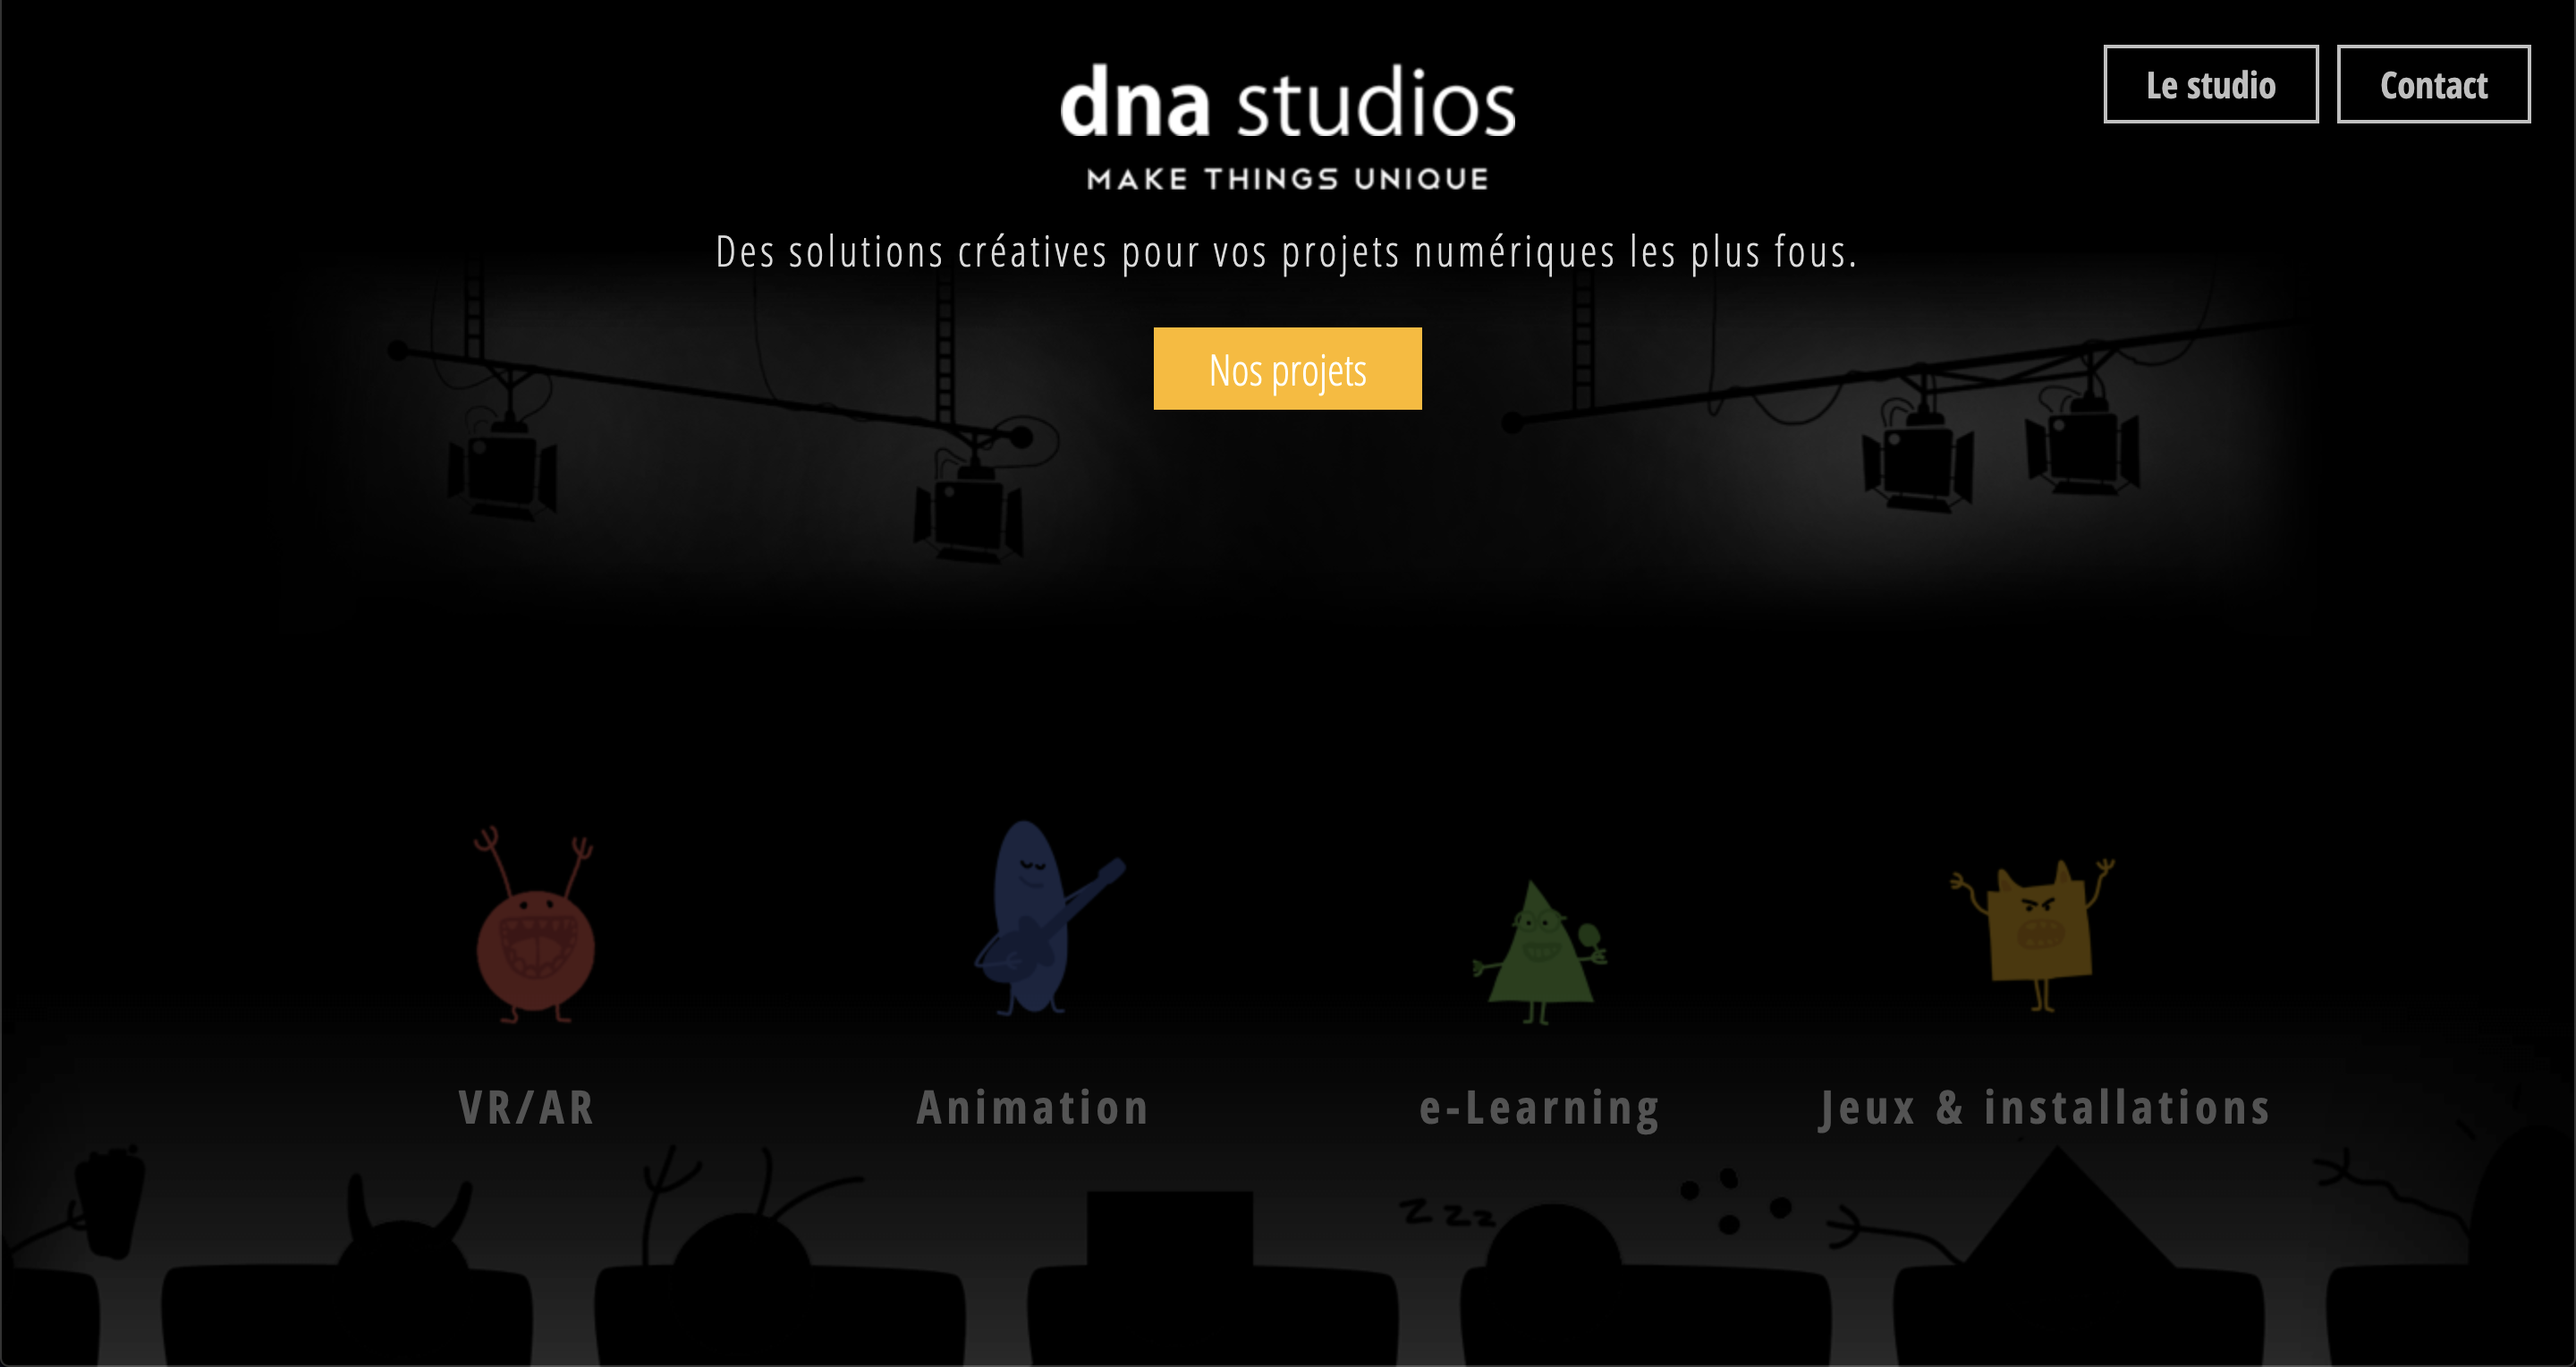 Le studio
Contact
dna studios
MAKE THINGS UNIQUE
Des solutions créatives pour vos projets numériques les plus fous.
Nos projets
VR/AR
Animation
e-Learning
Jeux & installations
z z z